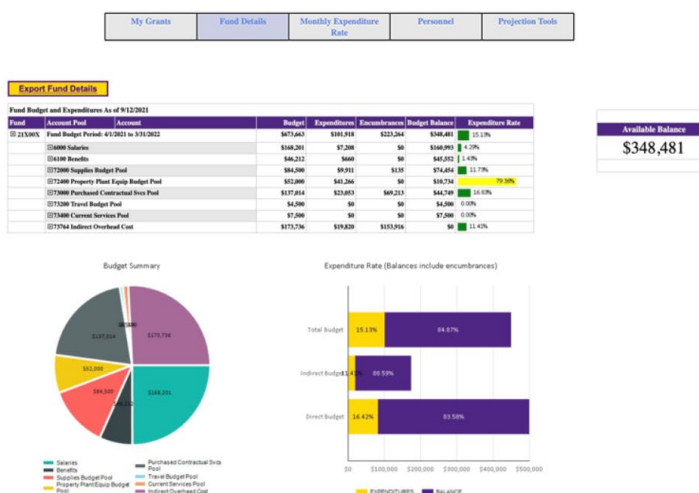 My Grants Fund Details Monthly Expenditure Rate Personnel Projection Tools
Export Fund Details
Fund Budget and Expenditures As of 9/12/2021
Fund Account Pool Account Budget Expenditures Encumbrances Budget Balance Expenditure Rate
21X00X Fund Budget Period: 4/1/2021 to 3/31/2022 $673,663 $101,918 $223,264 $348,481 15.13%
6000 Salaries $168,201 $7,208 $0 $160,993 4.29%
6100 Benefits $46,212 $660 $0 $45,552 1.43%
72000 Supplies Budget Pool $84,500 $9,911 $135 $74,454 11.73%
72400 Property Plant Equip Budget Pool $52,000 $41,266 $0 $10,734 79.36%
73000 Purchased Contractual Svcs Pool $137,014 $23,053 $69,213 $44,749 16.83%
73200 Travel Budget Pool $4,500 $0 $0 $4,500 0.00%
73400 Current Services Pool $7,500 $0 $0 $7,500 0.00%
73764 Indirect Overhead Cost $173,736 $19,820 $153,916 $0 11.41%
Available Balance
$348,481
Budget Summary
$137,014
$173,736
$52,000
$84,500
$168,201
Salaries
Benefits
Supplies Budget Pool
Property Plant Equip Budget
Pool
Purchased Contractual Svcs
Pool
Travel Budget Pool
Current Services Pool
Indirect Overhead Cost
Expenditure Rate (Balances include encumbrances)
Total Budget 15.13% 84.87%
Indirect Budget 11.41% 88.59%
Direct Budget 16.42% 83.58%
$0 $100,000 $200,000 $300,000 $400,000 $500,000
EXPENDITURES BALANCE